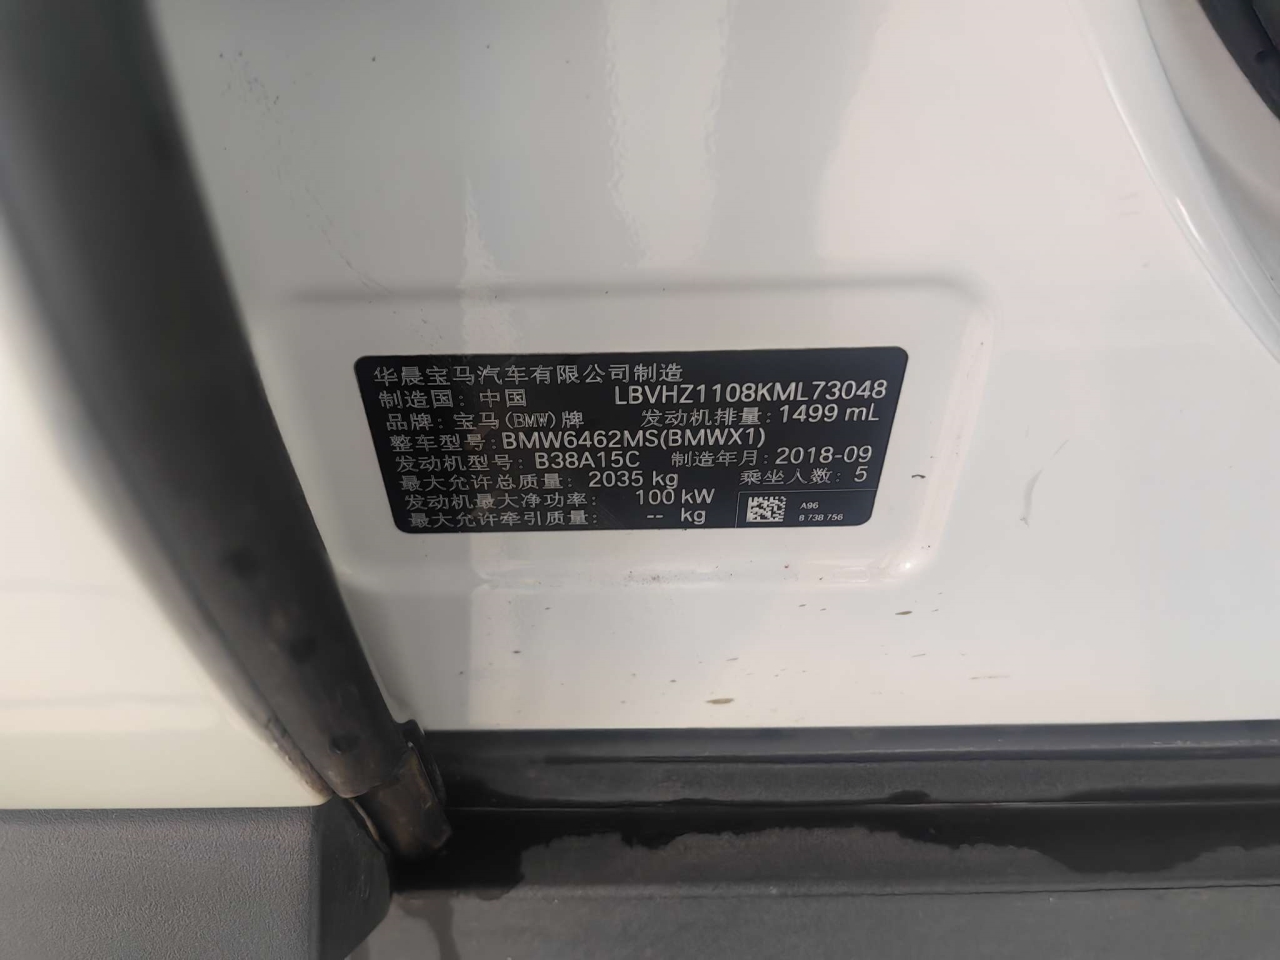 华晨宝马汽车有限公司制造
制造国: 中国 LBVHZ1108KML73048
品牌: 宝马(BMW)牌 发动机排量: 1499 mL
整车型号: BMW6462MS(BMWX1)
发动机型号: B38A15C 制造年月: 2018-09
最大允许总质量: 2035 kg 乘坐人数: 5
发动机最大净功率: 100 kW
最大允许牵引质量: -- kg
A96
8 738 756